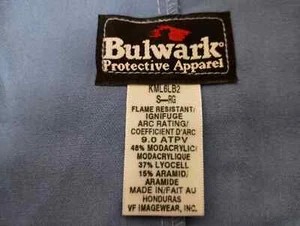 Bulwark®
Protective Apparel
KML6LB2
S—RG
FLAME RESISTANT/
IGNIFUGE
ARC RATING/
COEFFICIENT D'ARC
9.0 ATPV
48% MODACRYLIC/
MODACRYLIQUE
37% LYOCELL
15% ARAMID/
ARAMIDE
MADE IN/FAIT AU
HONDURAS
VF IMAGEWEAR, INC.